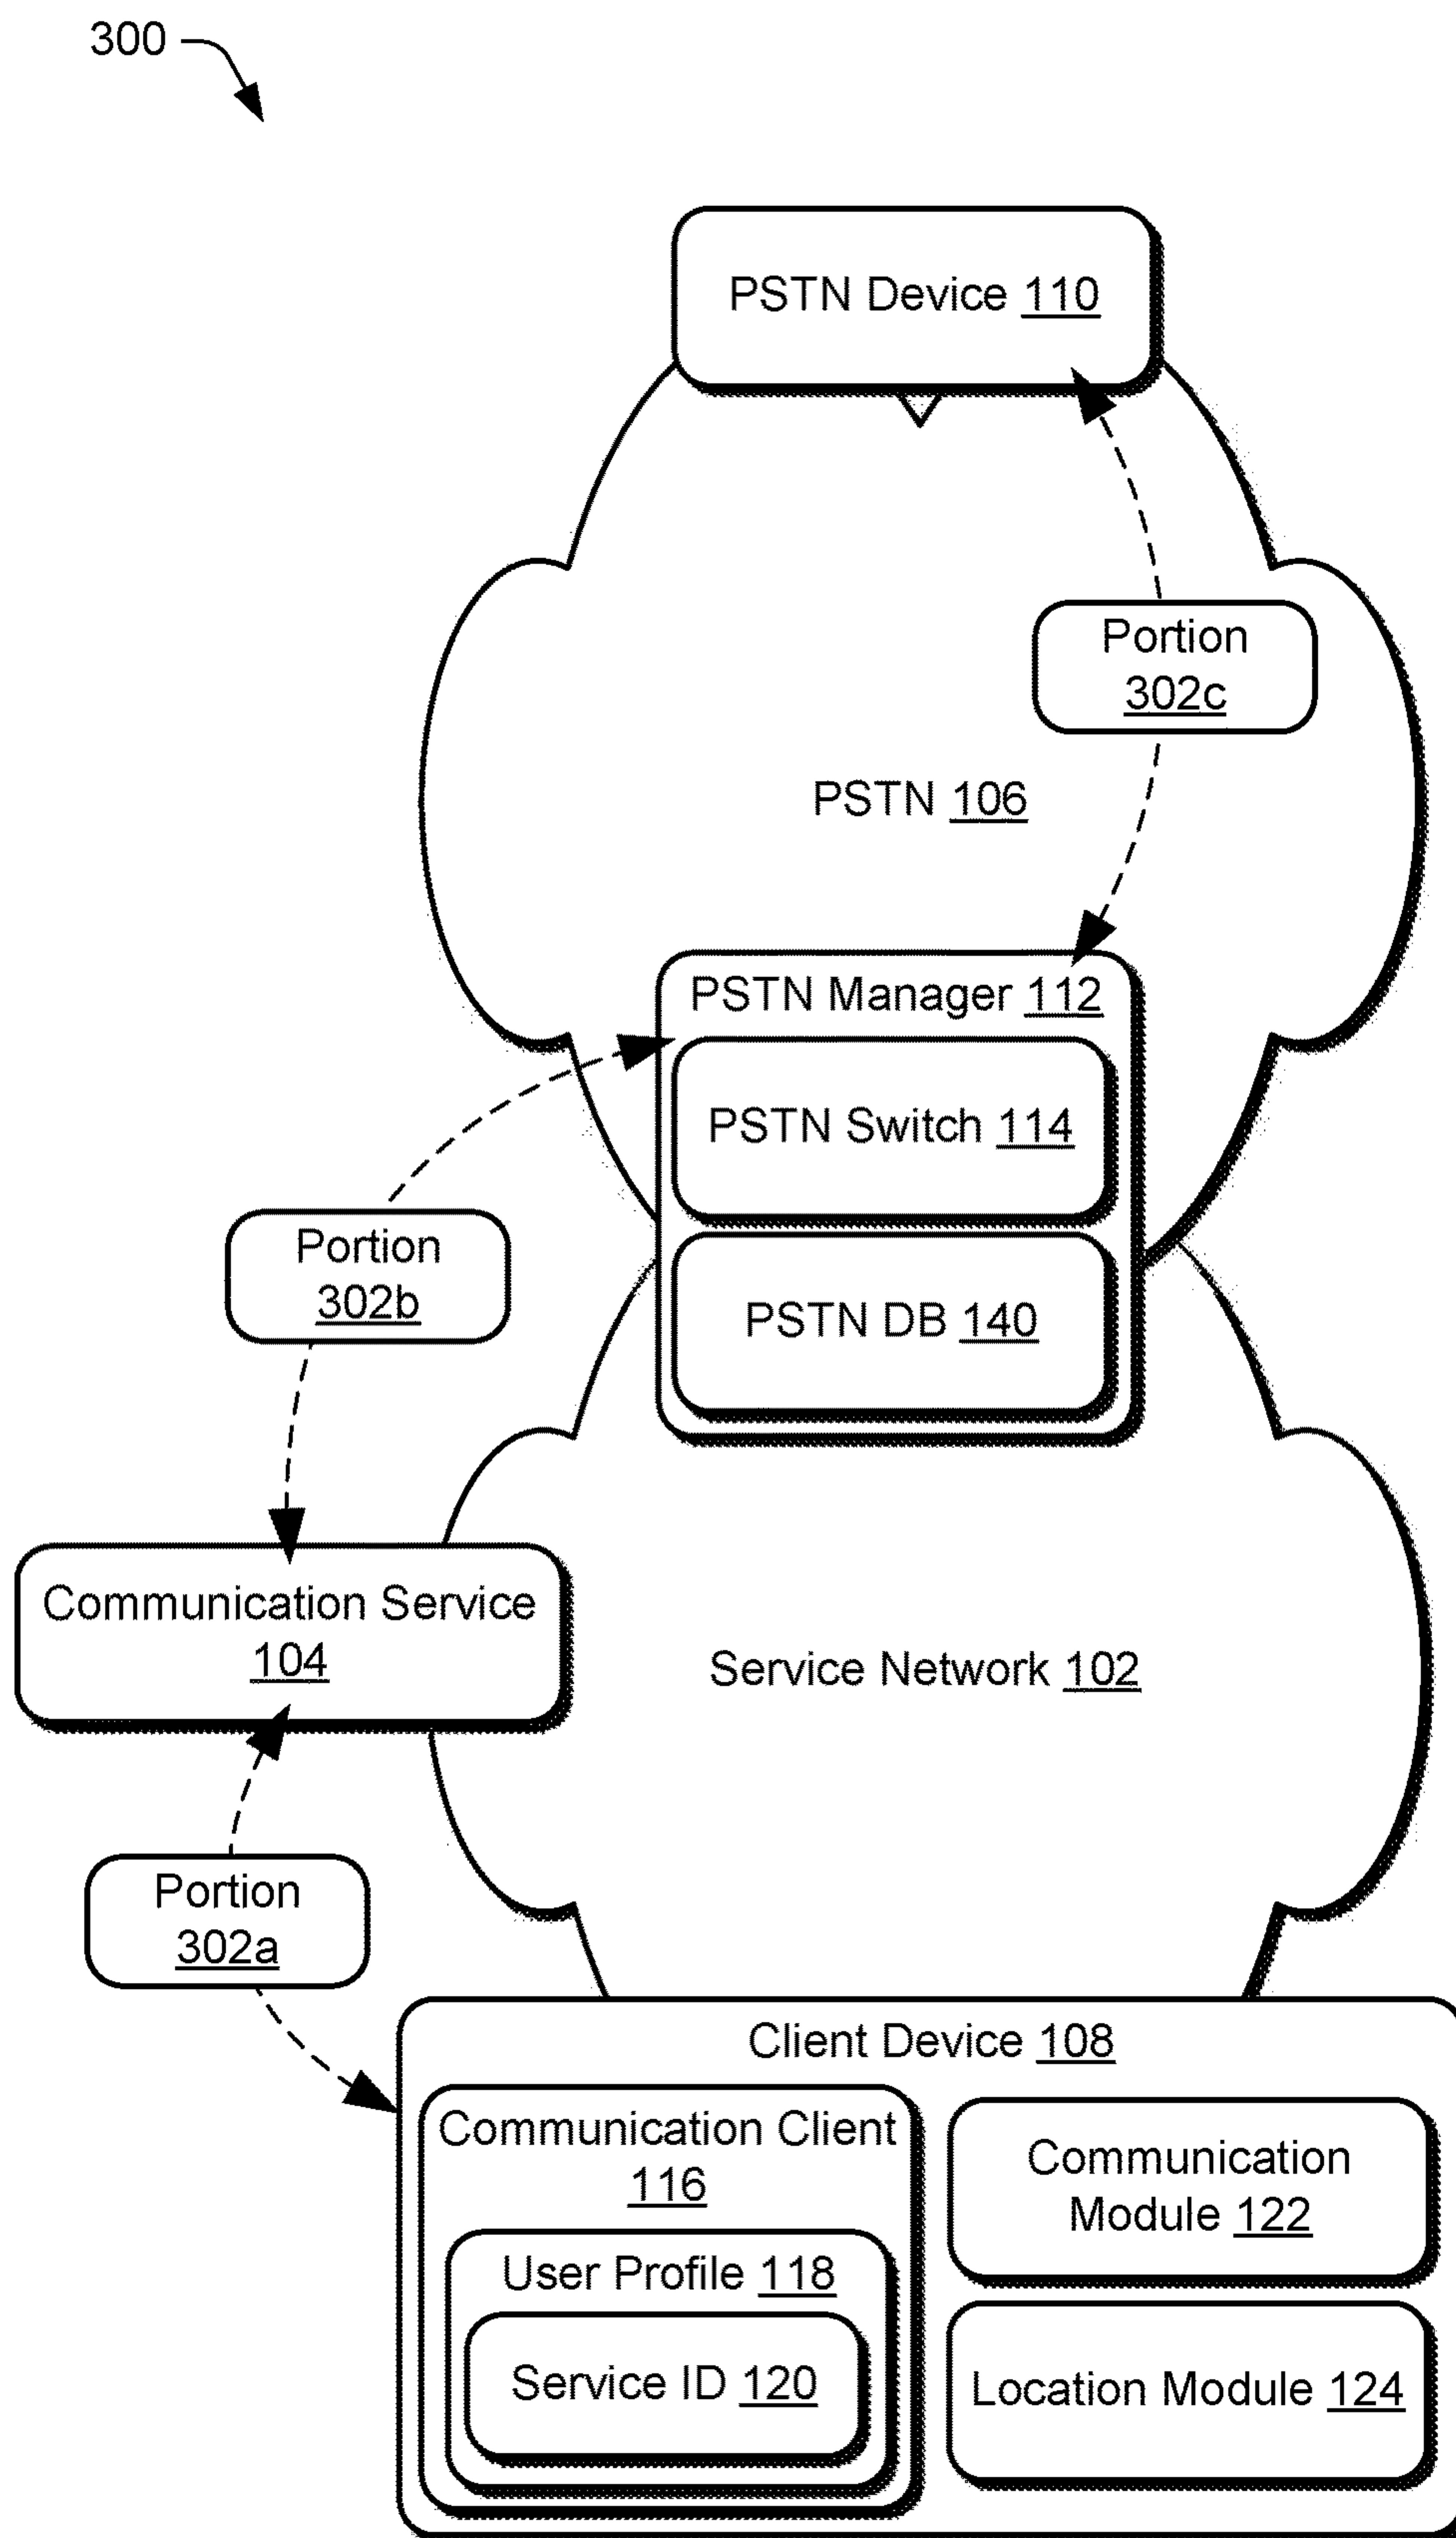 300
PSTN Device 110
Portion
302c
PSTN 106
PSTN Manager 112
PSTN Switch 114
Portion
302b
PSTN DB 140
Communication Service
104
Service Network 102
Portion
302a
Client Device 108
Communication Client
116
User Profile 118
Service ID 120
Communication
Module 122
Location Module 124